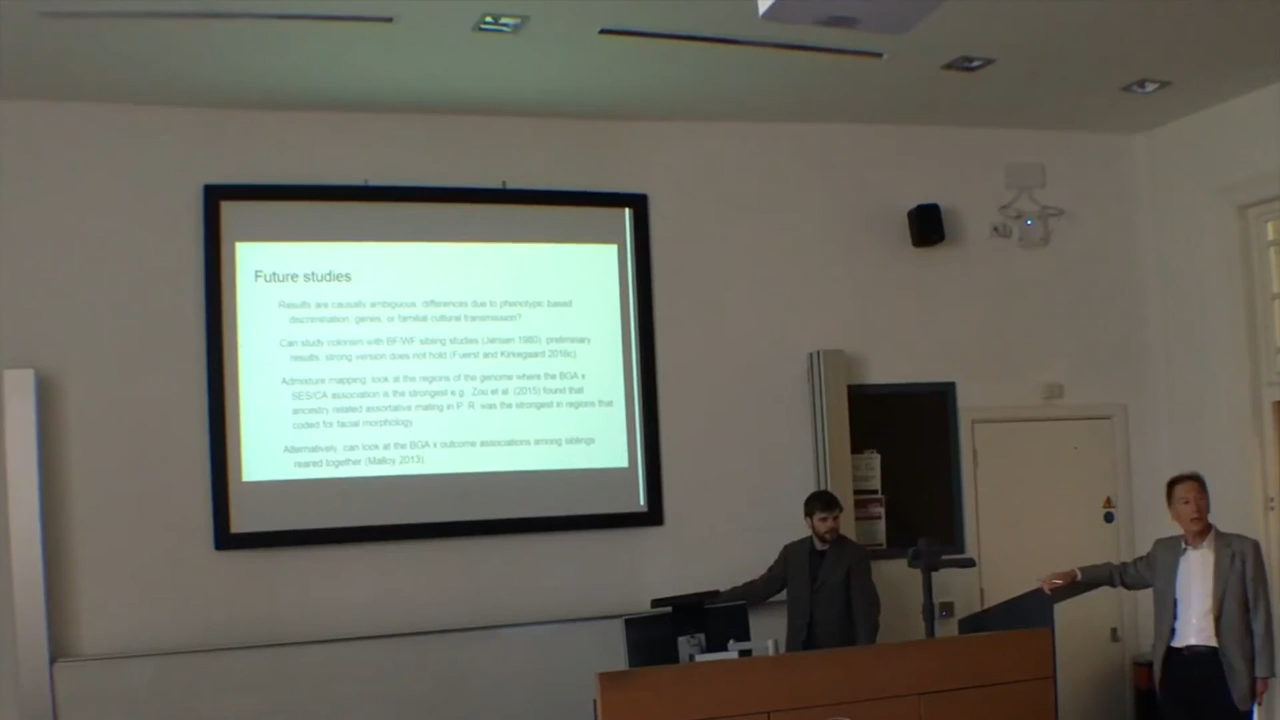 Future studies
Results are causally ambiguous: differences due to phenotypic based
discrimination, genes, or familial cultural transmission?
Can study colorism with BF/WF sibling studies (Jensen 1980), preliminary
results: strong version does not hold (Fuerst and Kirkegaard 2016c).
Admixture mapping: look at the regions of the genome where the BGA x
SES/CA association is the strongest e.g. Zou et al. (2015) found that
ancestry related assortative mating in P. R. was the strongest in regions that
coded for facial morphology.
Alternatively, can look at the BGA x outcome associations among siblings
reared together (Malloy 2013).